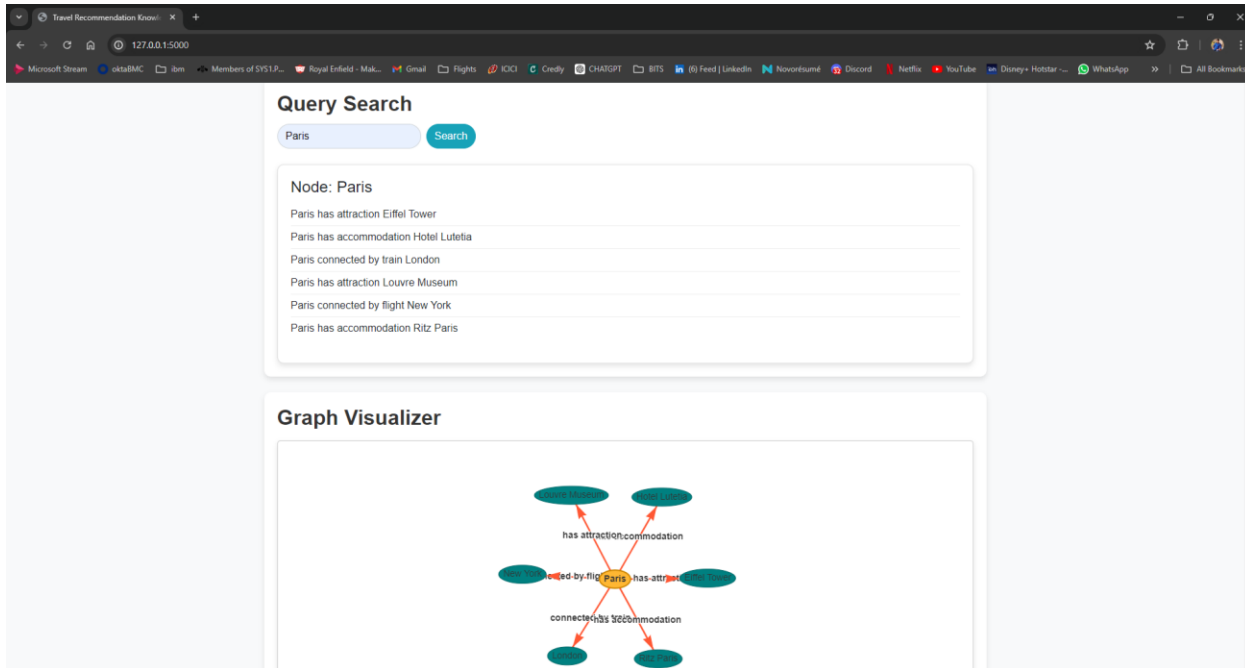 Travel Recommendation Knowl
127.0.0.1:5000
Microsoft Stream oktaBMC ibm Members of SYS1.P... Royal Enfield - Mak... Gmail Flights ICICI Credly CHATGPT BITS (6) Feed | LinkedIn Novorésumé Discord Netflix YouTube Disney+ Hotstar -... WhatsApp » All Bookmarks
Query Search
Paris Search
Node: Paris
Paris has attraction Eiffel Tower
Paris has accommodation Hotel Lutetia
Paris connected by train London
Paris has attraction Louvre Museum
Paris connected by flight New York
Paris has accommodation Ritz Paris
Graph Visualizer
Louvre Museum Hotel Lutetia
has attraction accommodation
New York Paris Eiffel Tower
has accommodation
London Ritz Paris